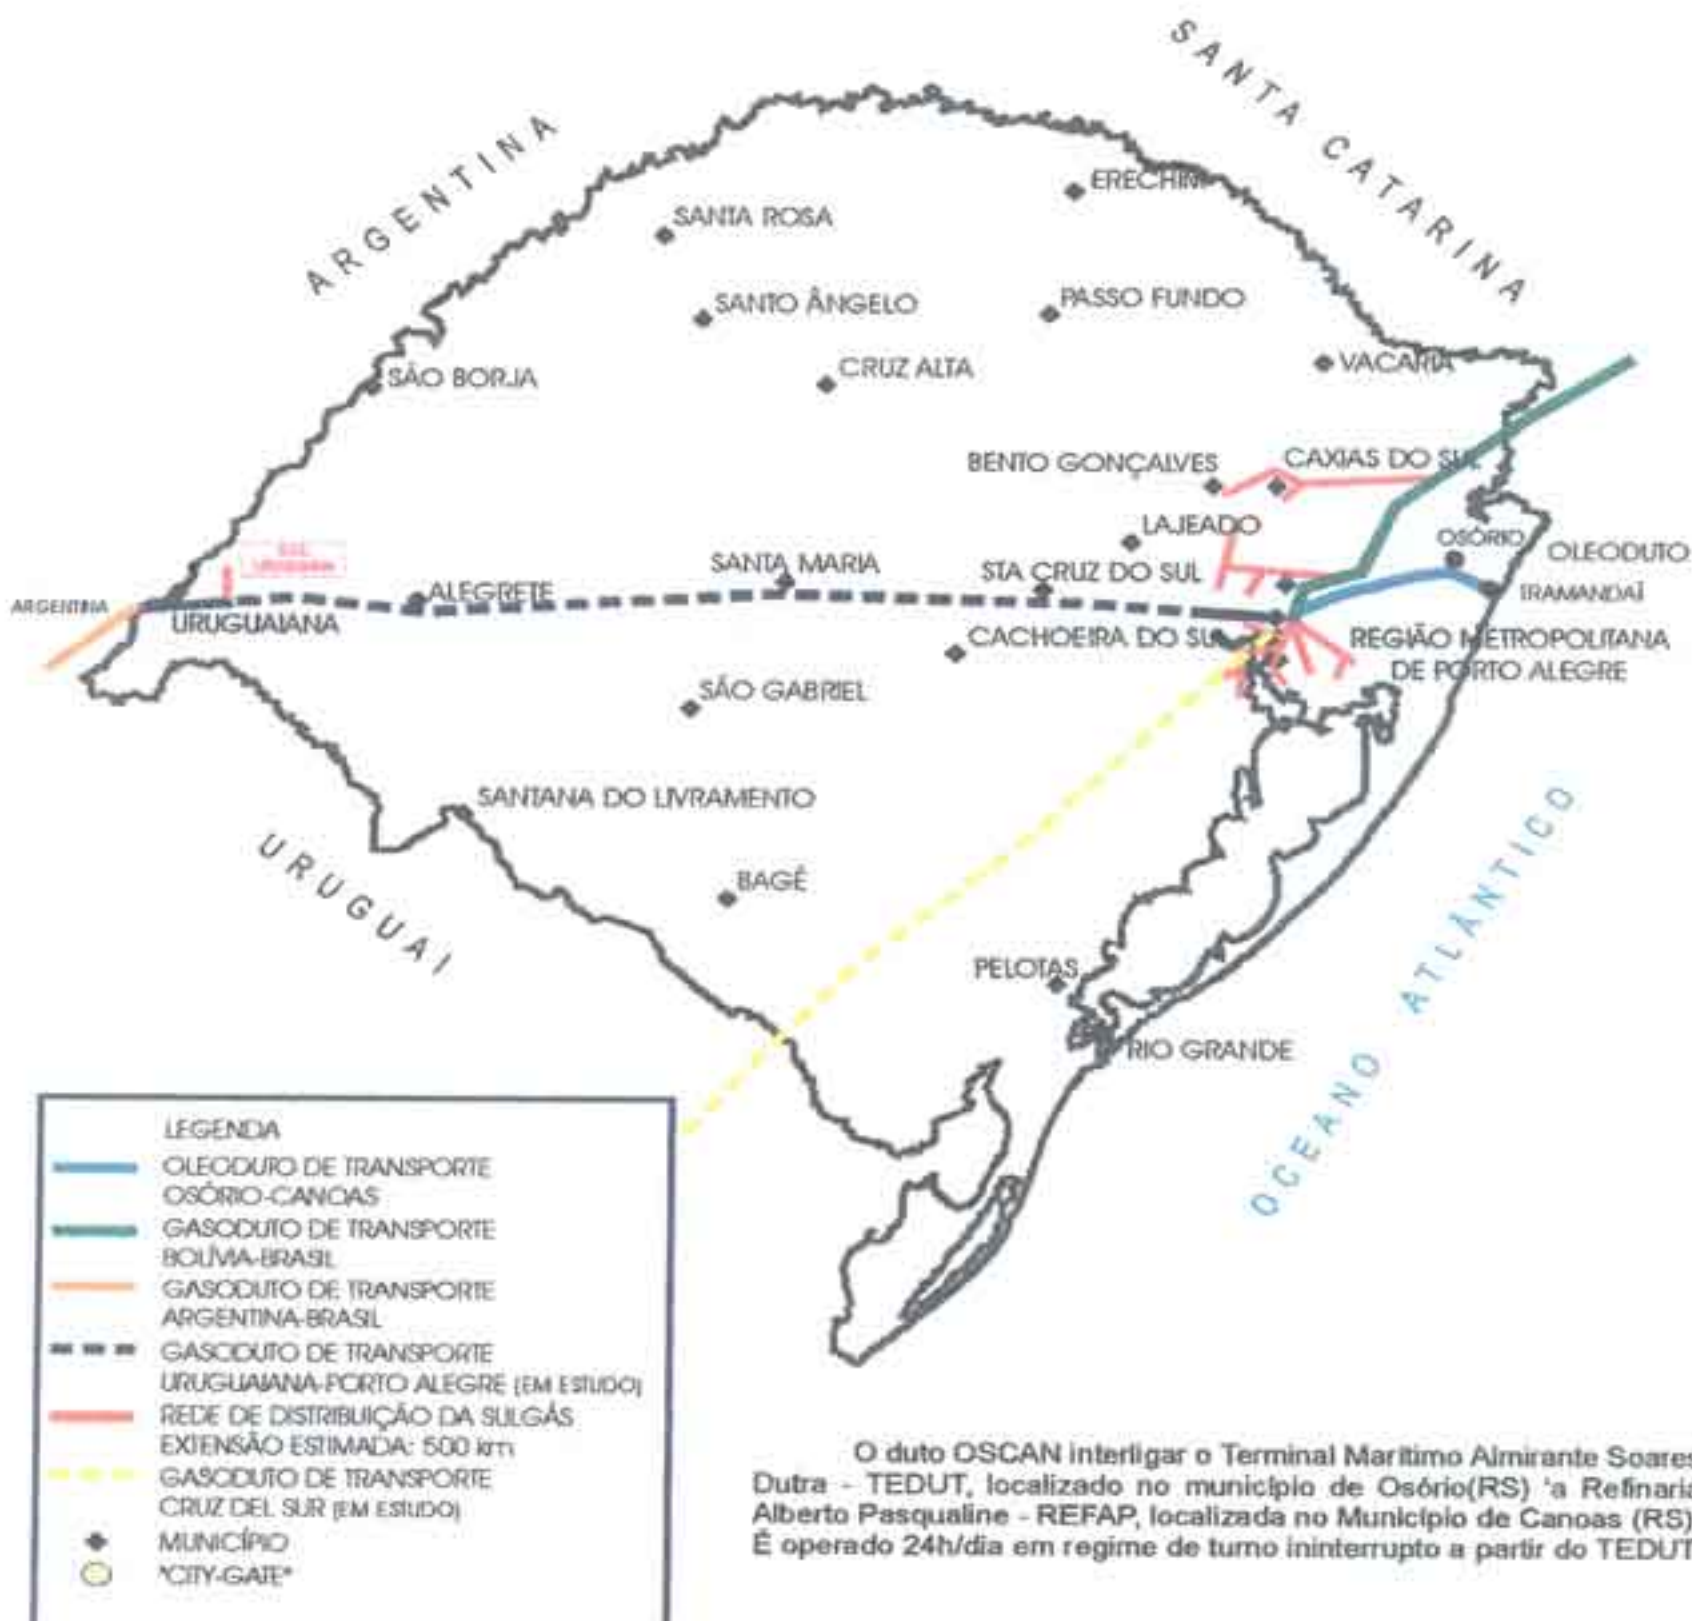 SANTA CATARINA
ARGENTINA
ERECHIM
SANTA ROSA
SANTO ÂNGELO
PASSO FUNDO
VACARIA
CRUZ ALTA
SÃO BORJA
BENTO GONÇALVES
CAXIAS DO SUL
LAJEADO
OSÓRIO
OLEODUTO
SANTA MARIA
STA CRUZ DO SUL
ALEGRETE
TRAMANDAÍ
ARGENTINA
URUGUAIANA
CACHOEIRA DO SUL
REGIÃO METROPOLITANA
DE PORTO ALEGRE
SÃO GABRIEL
SANTANA DO LIVRAMENTO
URUGUAI
BAGÉ
OCEANO ATLÂNTICO
PELOTAS
RIO GRANDE
LEGENDA
OLEODUTO DE TRANSPORTE
OSÓRIO-CANOAS
GASODUTO DE TRANSPORTE
BOLÍVIA-BRASIL
GASODUTO DE TRANSPORTE
ARGENTINA-BRASIL
GASODUTO DE TRANSPORTE
URUGUAIANA-PORTO ALEGRE (EM ESTUDO)
REDE DE DISTRIBUIÇÃO DA SULGÁS
EXTENSÃO ESTIMADA: 500 km
GASODUTO DE TRANSPORTE
CRUZ DEL SUR (EM ESTUDO)
MUNICÍPIO
"CITY-GATE"
O duto OSCAN interligar o Terminal Marítimo Almirante Soares
Dutra - TEDUT, localizado no município de Osório(RS) 'a Refinaria
Alberto Pasqualine - REFAP, localizada no Município de Canoas (RS)
É operado 24h/dia em regime de turno ininterrupto a partir do TEDUT